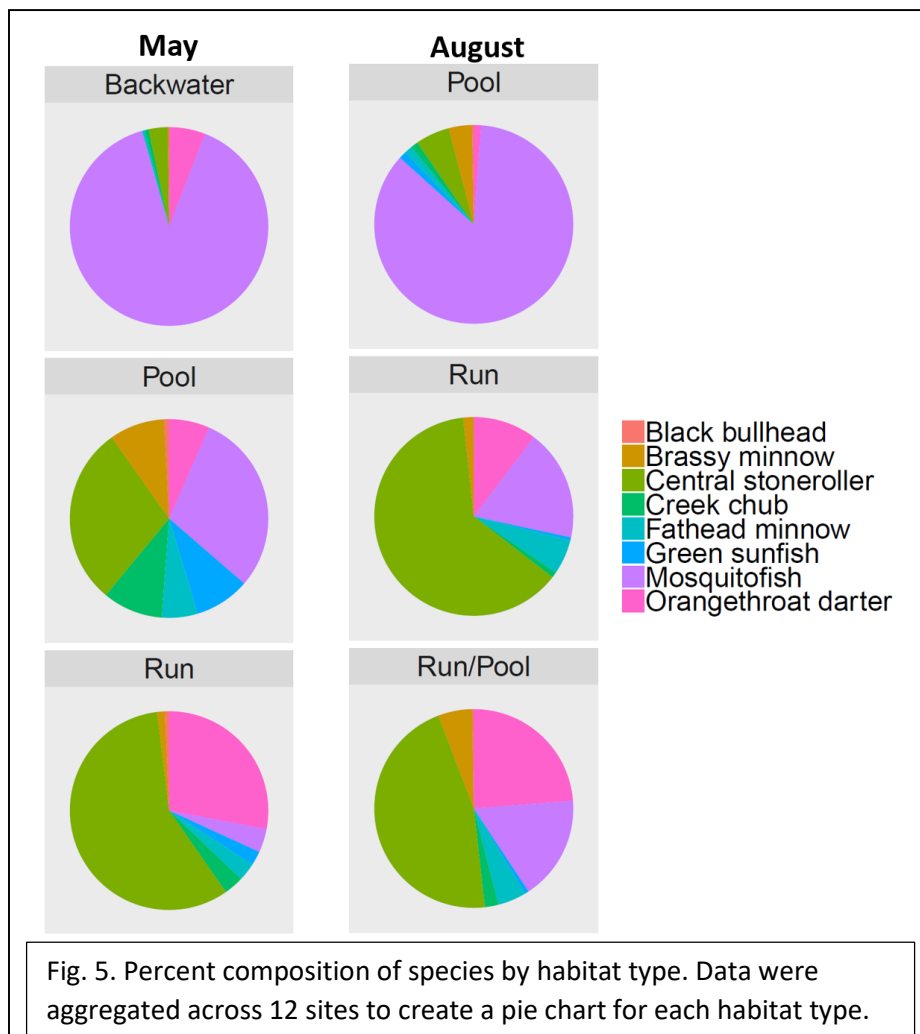 May
August
Backwater
Pool
Pool
Run
Run
Run/Pool
Black bullhead
Brassy minnow
Central stoneroller
Creek chub
Fathead minnow
Green sunfish
Mosquitofish
Orangethroat darter
Fig. 5. Percent composition of species by habitat type. Data were
aggregated across 12 sites to create a pie chart for each habitat type.